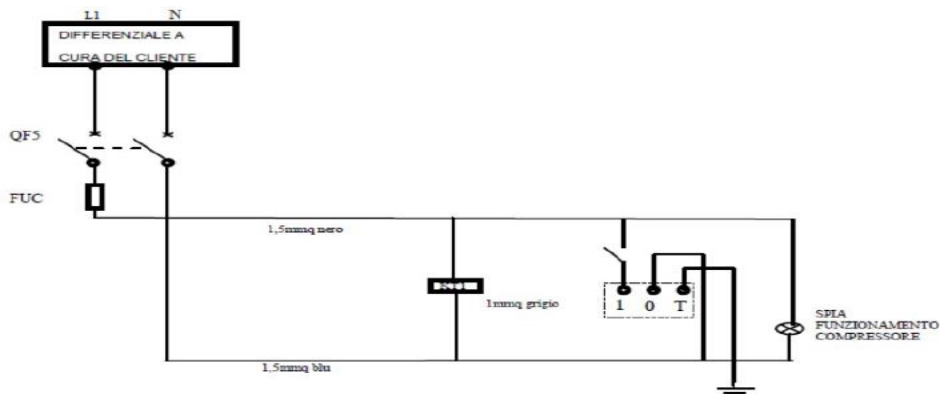 L1 N
DIFFERENZIALE A
CURA DEL CLIENTE
QF5
FUC
1,5mmq nero
1mmq grigio
1 0 T
SPIA
FUNZIONAMENTO
COMPRESSORE
1,5mmq blu